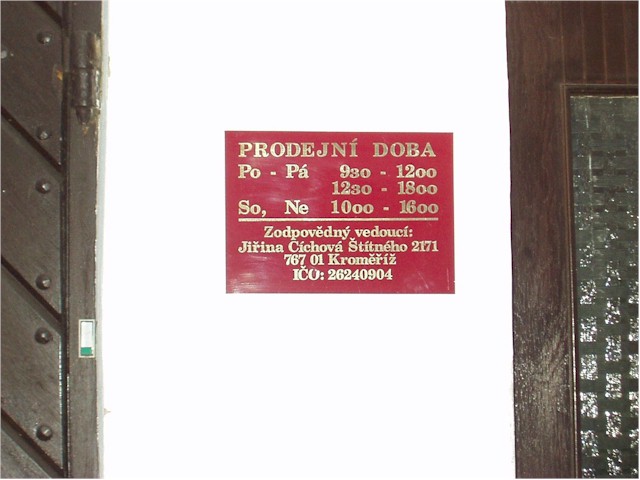 PRODEJNÍ DOBA
Po - Pá 930 - 1200
1230 - 1800
So, Ne 1000 - 1600
Zodpovědný vedoucí:
Jiřina Číchová Štítného 2171
767 01 Kroměříž
IČO: 26240904